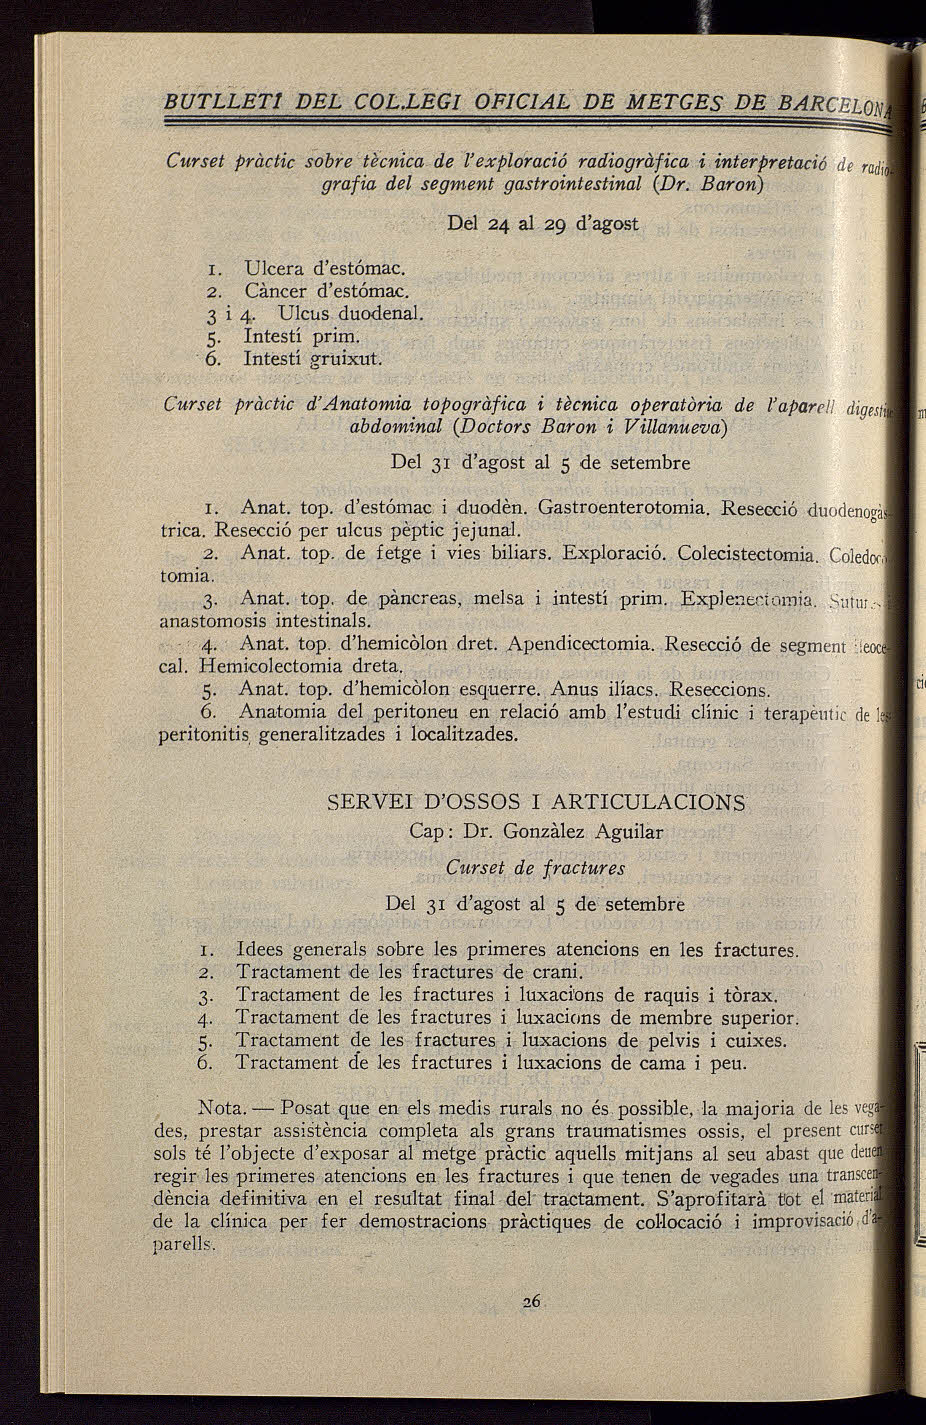 BUTLLETÍ DEL COL.LEGI OFICIAL DE METGES DE BARCELONA
Curset pràctic sobre tècnica de l'exploració radiogràfica i interpretació de radio-
grafia del segment gastrointestinal (Dr. Baron)
Del 24 al 29 d'agost
1. Ulcera d'estómac.
2. Càncer d'estómac.
3 i 4. Ulcus duodenal.
5. Intestí prim.
6. Intestí gruixut.
Curset pràctic d'Anatomia topogràfica i tècnica operatòria de l'aparell digestiu
abdominal (Doctors Baron i Villanueva)
Del 31 d'agost al 5 de setembre
1. Anat. top. d'estómac i duodèn. Gastroenterotomia. Resecció duodenogàs-
trica. Resecció per ulcus pèptic jejunal.
2. Anat. top. de fetge i vies biliars. Exploració. Colecistectomia. Coledoco-
tomia.
3. Anat. top. de pàncreas, melsa i intestí prim. Explenectomia. Sutura i
anastomosis intestinals.
4. Anat. top. d'hemicòlon dret. Apendicectomia. Resecció de segment ileoce-
cal. Hemicolectomia dreta.
5. Anat. top. d'hemicòlon esquerre. Anus ilíacs. Reseccions.
6. Anatomia del peritoneu en relació amb l'estudi clínic i terapèutic de les
peritonitis generalitzades i localitzades.
SERVEI D'OSSOS I ARTICULACIONS
Cap: Dr. Gonzàlez Aguilar
Curset de fractures
Del 31 d'agost al 5 de setembre
1. Idees generals sobre les primeres atencions en les fractures.
2. Tractament de les fractures de crani.
3. Tractament de les fractures i luxacions de raquis i tòrax.
4. Tractament de les fractures i luxacions de membre superior.
5. Tractament de les fractures i luxacions de pelvis i cuixes.
6. Tractament de les fractures i luxacions de cama i peu.
Nota. — Posat que en els medis rurals no és possible, la majoria de les vega-
des, prestar assistència completa als grans traumatismes ossis, el present curset
sols té l'objecte d'exposar al metge pràctic aquells mitjans al seu abast que deuen
regir les primeres atencions en les fractures i que tenen de vegades una transcen-
dència definitiva en el resultat final del tractament. S'aprofitarà tot el material
de la clínica per fer demostracions pràctiques de col·locació i improvisació d'a-
parells.
26